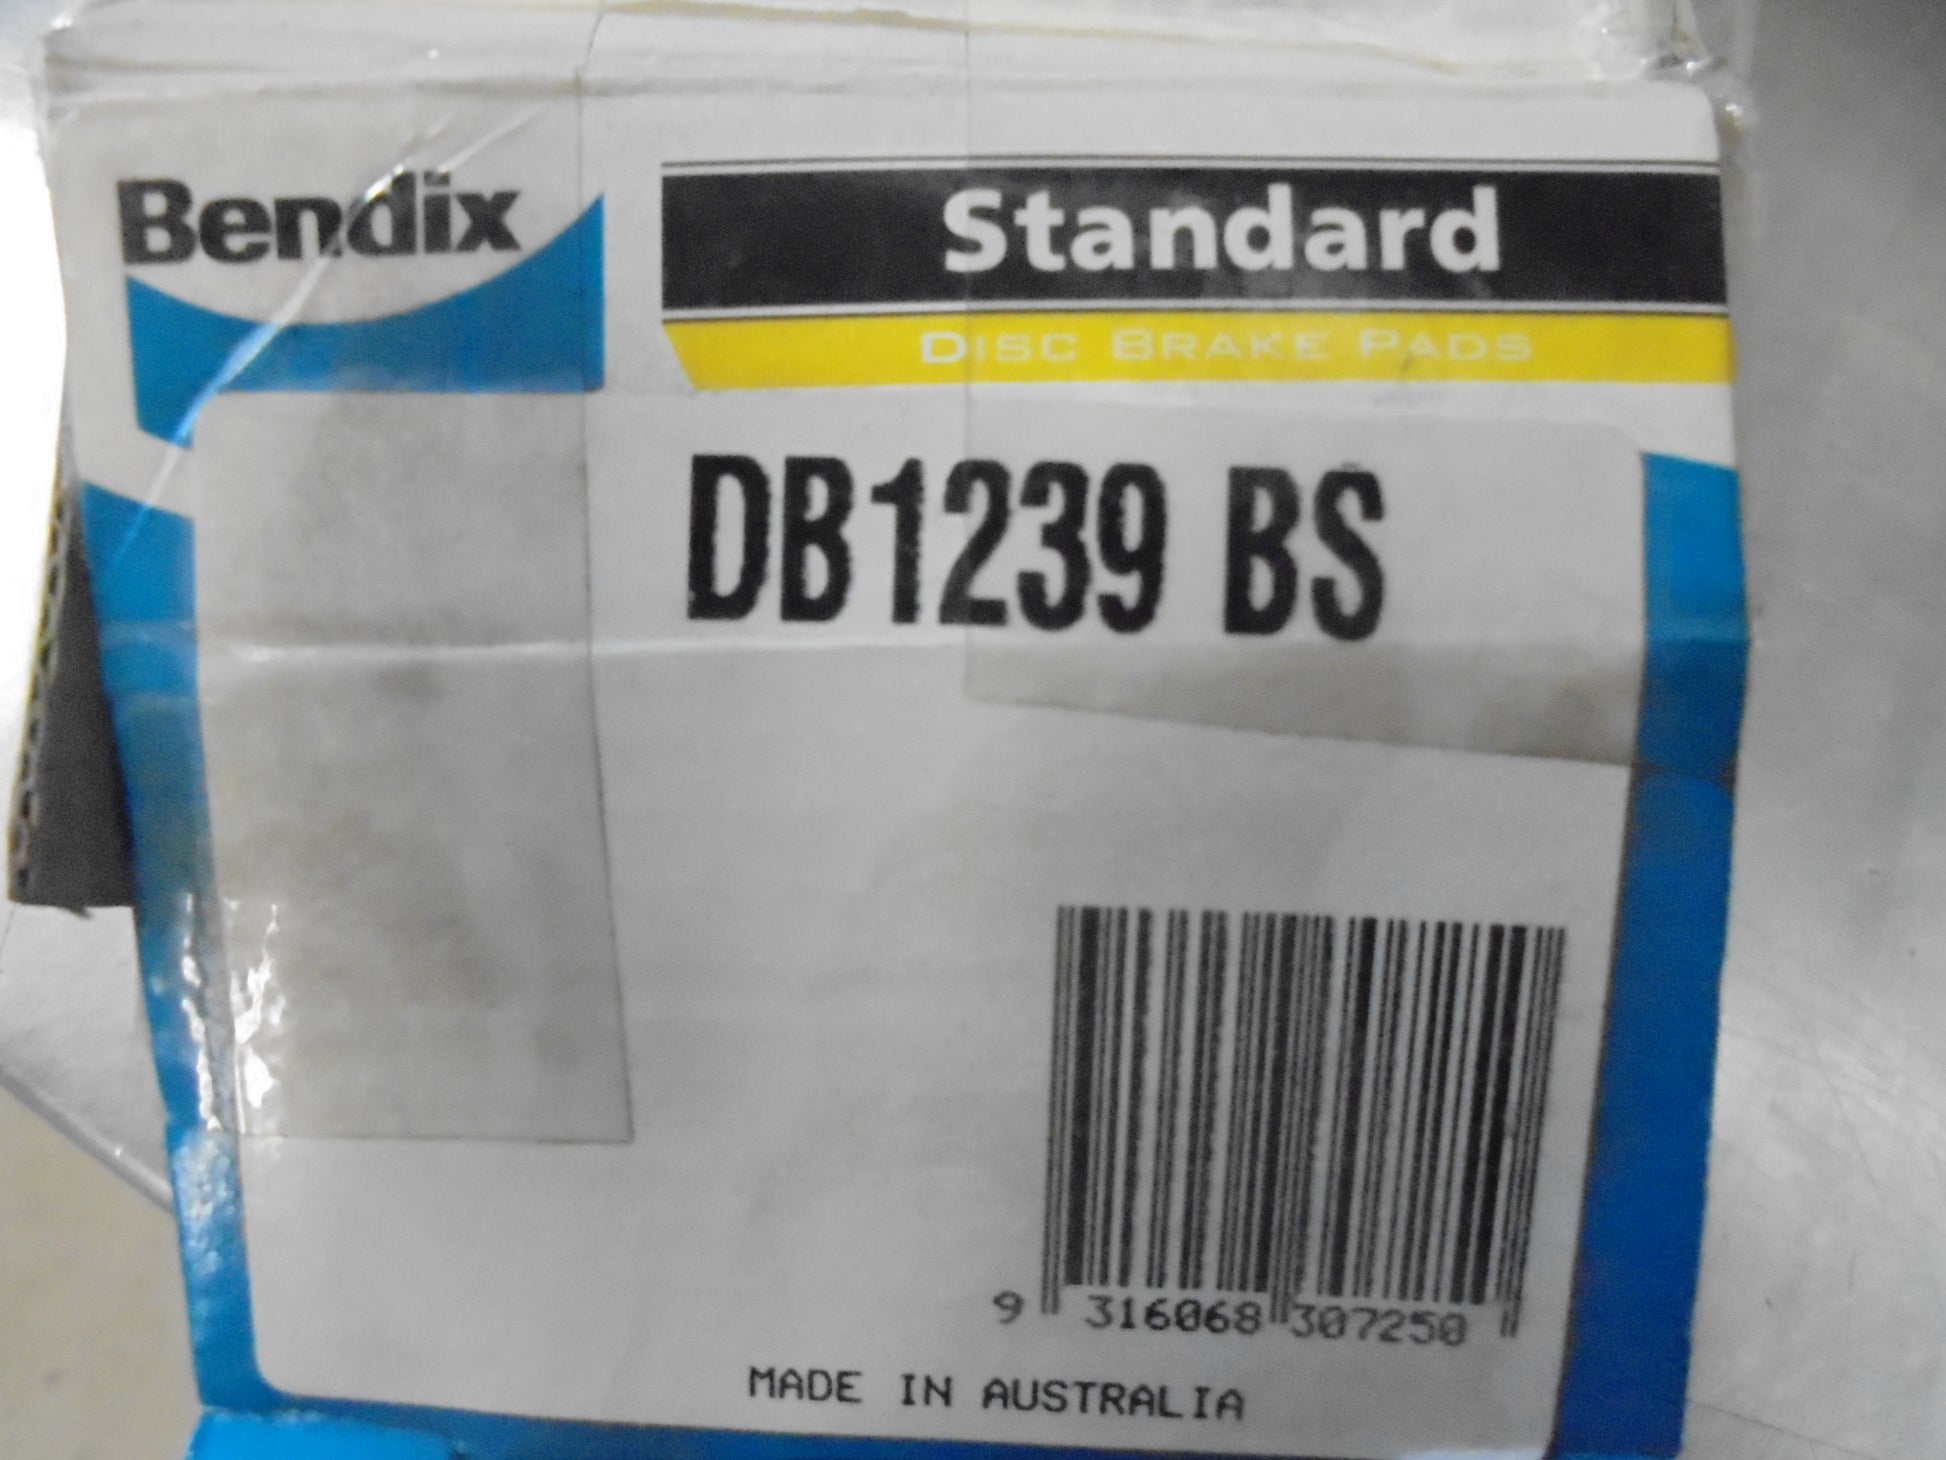 Bendix
Standard
DISC BRAKE PADS
DB1239 BS
9 316068 307250
MADE IN AUSTRALIA